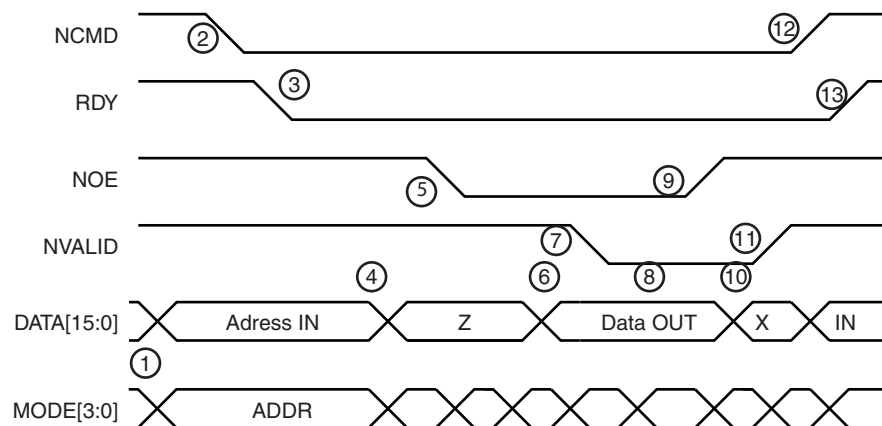 NCMD 2 12
RDY 3 13
NOE 5 9
NVALID 7 11
4 6 8 10
DATA[15:0] Adress IN Z Data OUT X IN
1
MODE[3:0] ADDR